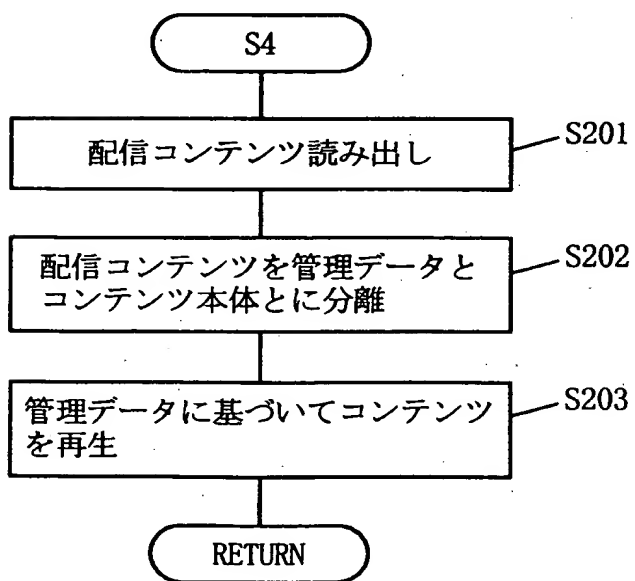 S4
配信コンテンツ読み出し
S201
配信コンテンツを管理データと
コンテンツ本体とに分離
S202
管理データに基づいてコンテンツ
を再生
S203
RETURN